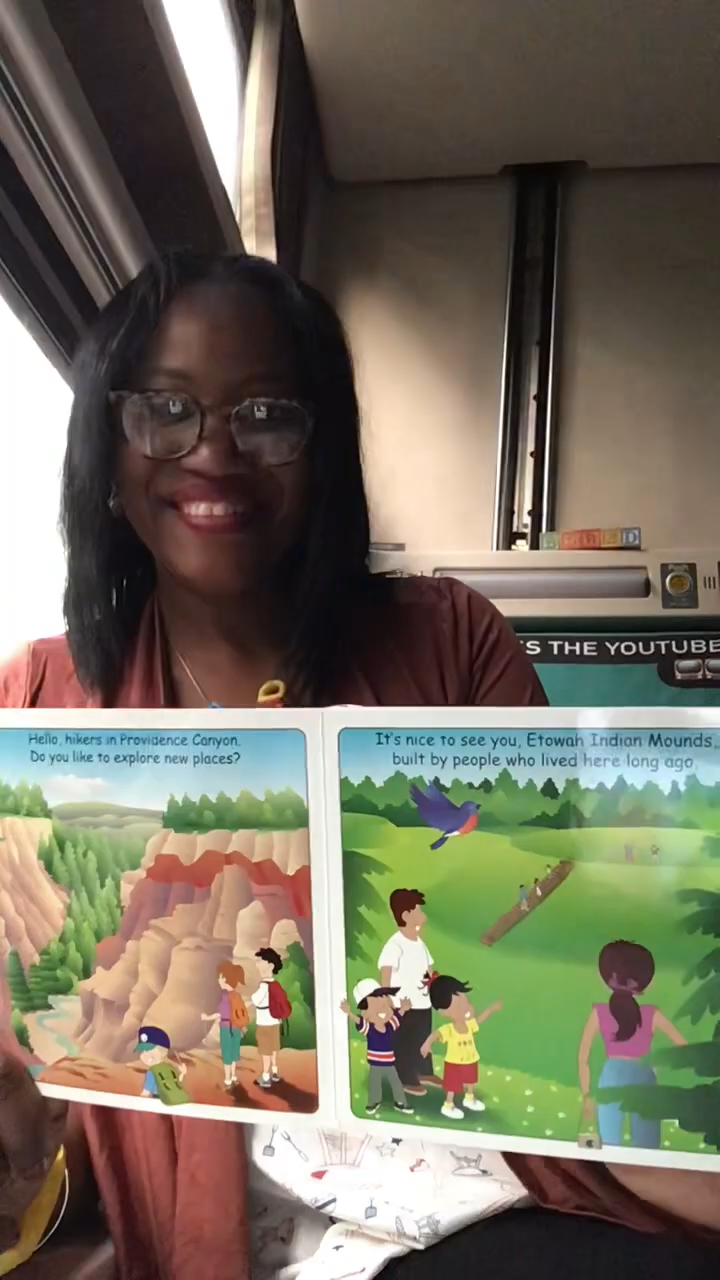 'S THE YOUTUBE
Hello, hikers in Providence Canyon.
Do you like to explore new places?
It's nice to see you, Etowah Indian Mounds,
built by people who lived here long ago.